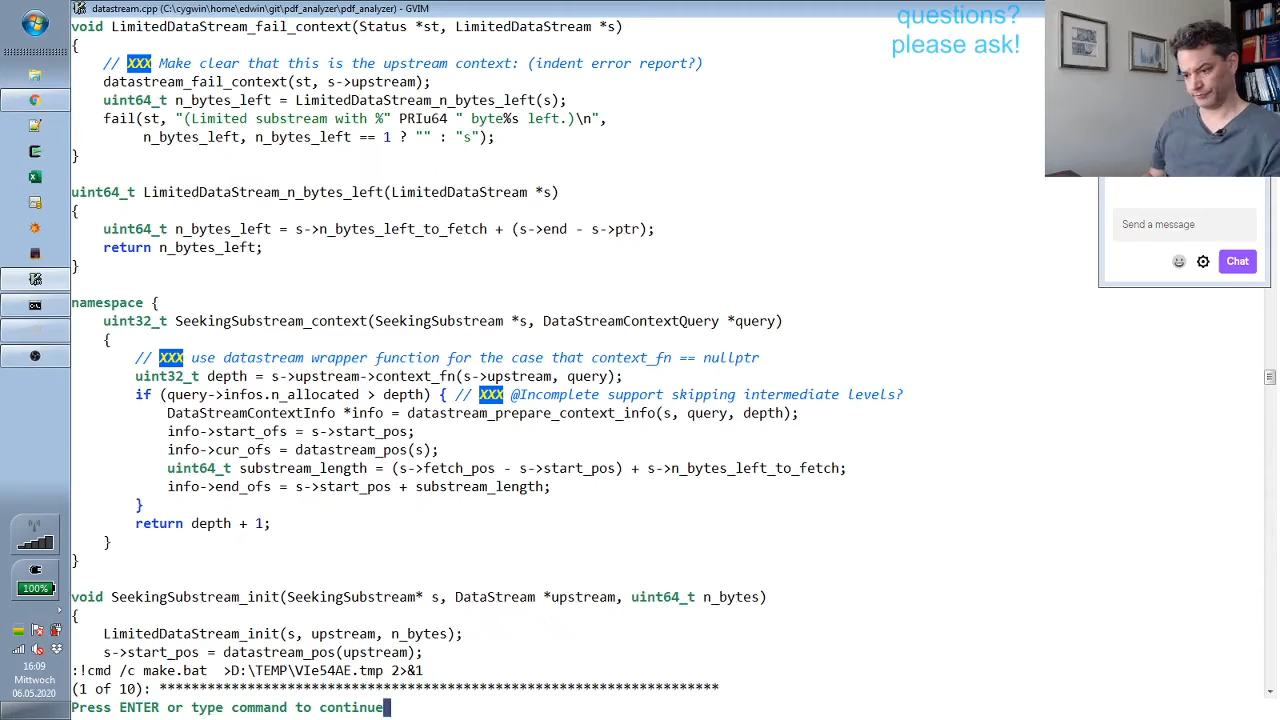 datastream.cpp (C:\cygwin\home\edwin\git\pdf_analyzer\pdf_analyzer) - GVIM
questions?
please ask!
void LimitedDataStream_fail_context(Status *st, LimitedDataStream *s)
{
// XXX Make clear that this is the upstream context: (indent error report?)
datastream_fail_context(st, s->upstream);
uint64_t n_bytes_left = LimitedDataStream_n_bytes_left(s);
fail(st, "(Limited substream with %" PRIu64 " byte%s left.)\n",
n_bytes_left, n_bytes_left == 1 ? "" : "s");
}
uint64_t LimitedDataStream_n_bytes_left(LimitedDataStream *s)
{
uint64_t n_bytes_left = s->n_bytes_left_to_fetch + (s->end - s->ptr);
return n_bytes_left;
}
Send a message
Chat
namespace {
uint32_t SeekingSubstream_context(SeekingSubstream *s, DataStreamContextQuery *query)
{
// XXX use datastream wrapper function for the case that context_fn == nullptr
uint32_t depth = s->upstream->context_fn(s->upstream, query);
if (query->infos.n_allocated > depth) { // XXX @Incomplete support skipping intermediate levels?
DataStreamContextInfo *info = datastream_prepare_context_info(s, query, depth);
info->start_ofs = s->start_pos;
info->cur_ofs = datastream_pos(s);
uint64_t substream_length = (s->fetch_pos - s->start_pos) + s->n_bytes_left_to_fetch;
info->end_ofs = s->start_pos + substream_length;
}
return depth + 1;
}
}
void SeekingSubstream_init(SeekingSubstream* s, DataStream *upstream, uint64_t n_bytes)
{
LimitedDataStream_init(s, upstream, n_bytes);
s->start_pos = datastream_pos(upstream);
:!cmd /c make.bat  >D:\TEMP\VIe54AE.tmp 2>&1
(1 of 10): **********************************************************************
Press ENTER or type command to continue
100%
16:09
Mittwoch
06.05.2020